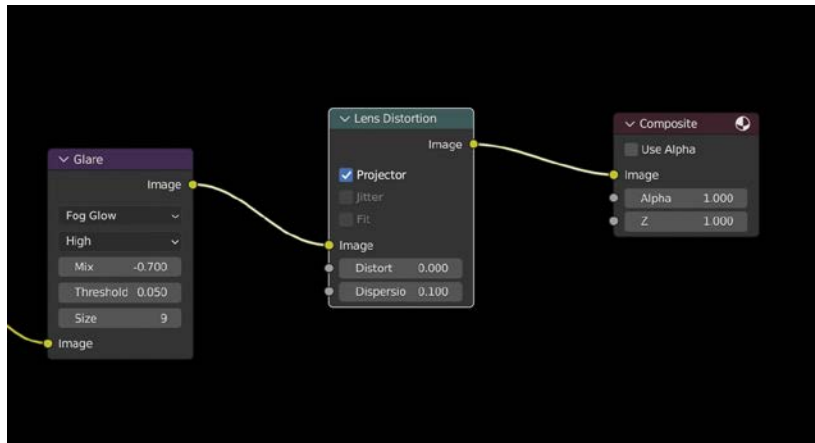 Glare
Image
Fog Glow
High
Mix -0.700
Threshold 0.050
Size 9
Image
Lens Distortion
Image
Projector
Jitter
Fit
Image
Distort 0.000
Dispersio 0.100
Composite
Use Alpha
Image
Alpha 1.000
Z 1.000